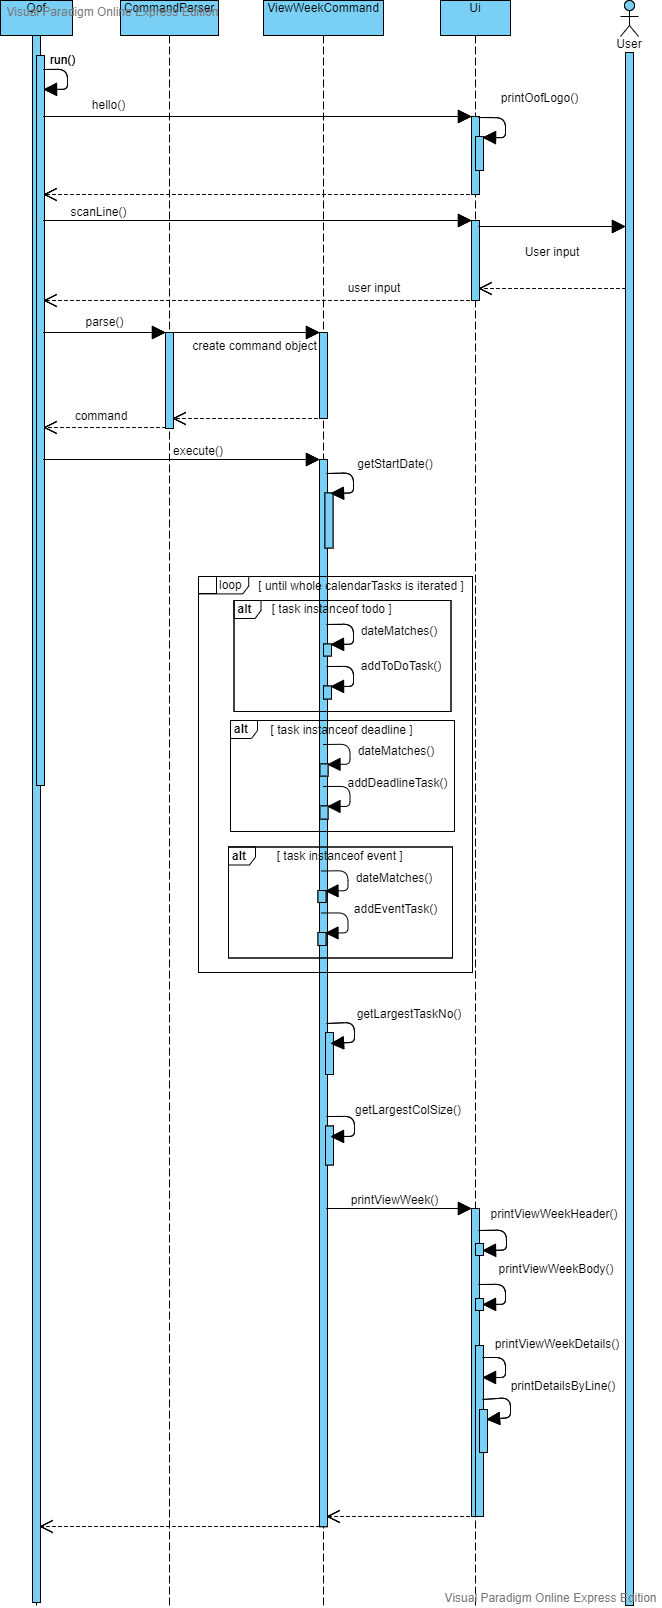 Visual Paradigm Online Express Edition
Oof
CommandParser
ViewWeekCommand
Ui
User
run()
hello()
printOofLogo()
scanLine()
User input
user input
parse()
create command object
command
execute()
getStartDate()
loop
[ until whole calendarTasks is iterated ]
alt
[ task instanceof todo ]
dateMatches()
addToDoTask()
alt
[ task instanceof deadline ]
dateMatches()
addDeadlineTask()
alt
[ task instanceof event ]
dateMatches()
addEventTask()
getLargestTaskNo()
getLargestColSize()
printViewWeek()
printViewWeekHeader()
printViewWeekBody()
printViewWeekDetails()
printDetailsByLine()
Visual Paradigm Online Express Edition